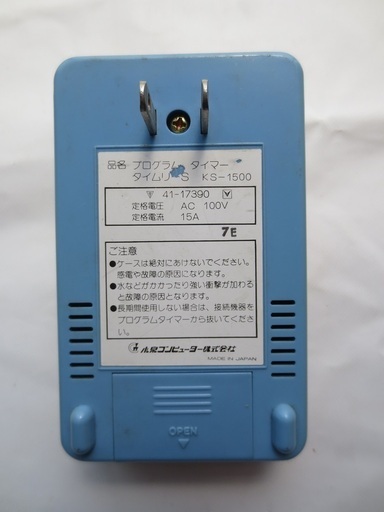 品名 プログラム タイマー
タイムリーS KS-1500
〒 41-17390
定格電圧 AC 100V
定格電流 15A
7E
ご注意
●ケースは絶対にあけないでください。
感電や故障の原因になります。
●水などがかかったり強い衝撃が加わる
と故障の原因となります。
●長期間使用しない場合は、接続機器を
プログラムタイマーから抜いてくださ
い。
コンピューター株式会社
MADE IN JAPAN
OPEN